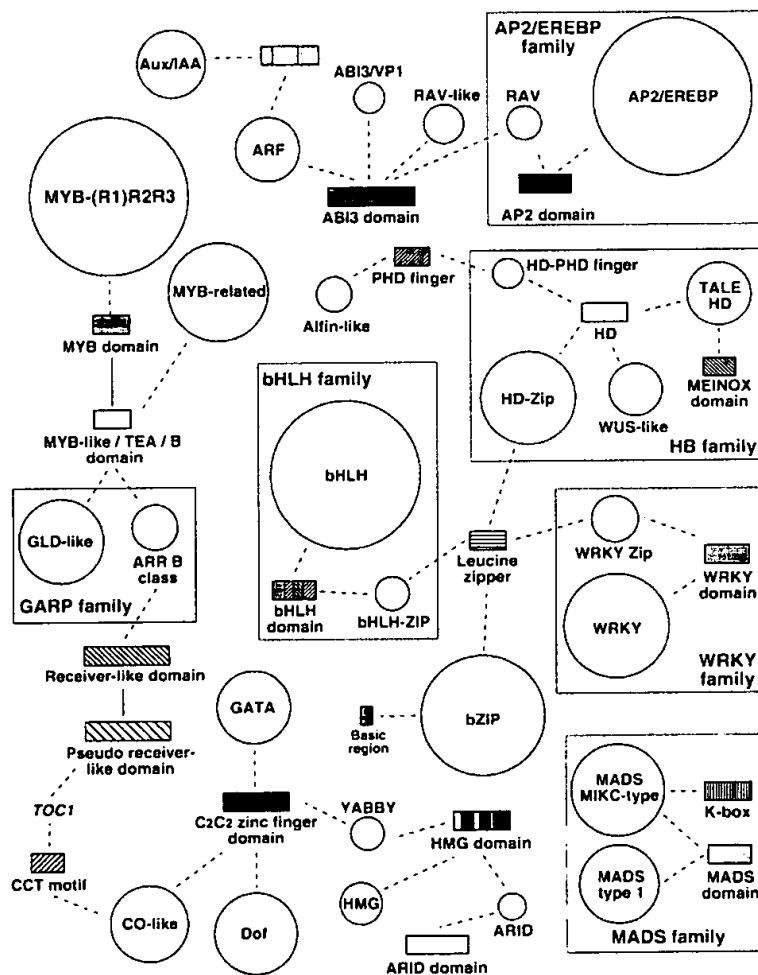 AP2/EREBP
family
Aux/IAA
ABI3/VP1
RAV-like
RAV
AP2/EREBP
ARF
MYB-(R1)R2R3
ABI3 domain
AP2 domain
MYB-related
PHD finger
HD-PHD finger
TALE
HD
Alfin-like
HD
MYB domain
bHLH family
MEINOX
domain
HD-Zip
WUS-like
MYB-like / TEA / B
domain
HB family
bHLH
GLD-like
ARR B
class
WRKY Zip
Leucine
zipper
WRKY
domain
GARP family
bHLH
domain
bHLH-ZIP
WRKY
WRKY
family
Receiver-like domain
GATA
bZIP
Basic
region
Pseudo receiver-
like domain
MADS
MIKC-type
K-box
TOC1
C2C2 zinc finger
domain
YABBY
HMG domain
MADS
domain
CCT motif
MADS
type 1
CO-like
Dof
HMG
ARID
MADS family
ARID domain